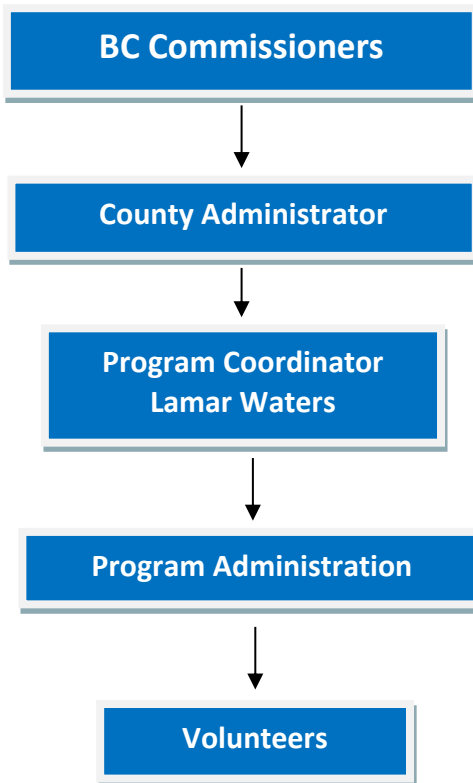 BC Commissioners
County Administrator
Program Coordinator
Lamar Waters
Program Administration
Volunteers